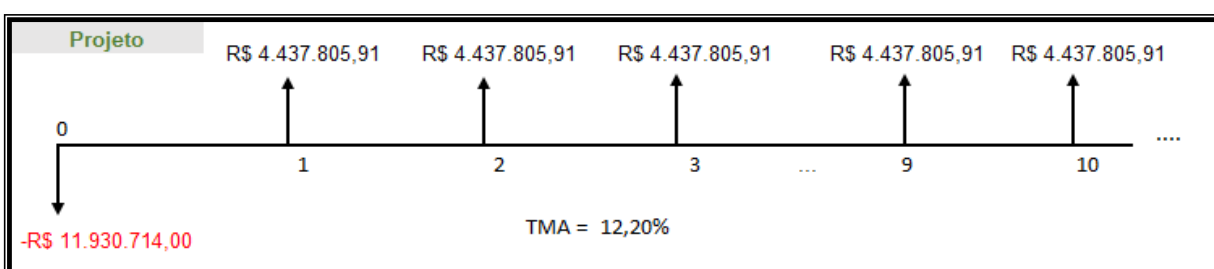 Projeto
R$ 4.437.805,91 R$ 4.437.805,91 R$ 4.437.805,91 R$ 4.437.805,91 R$ 4.437.805,91
0
....
1 2 3 ... 9 10
TMA = 12,20%
-R$ 11.930.714,00